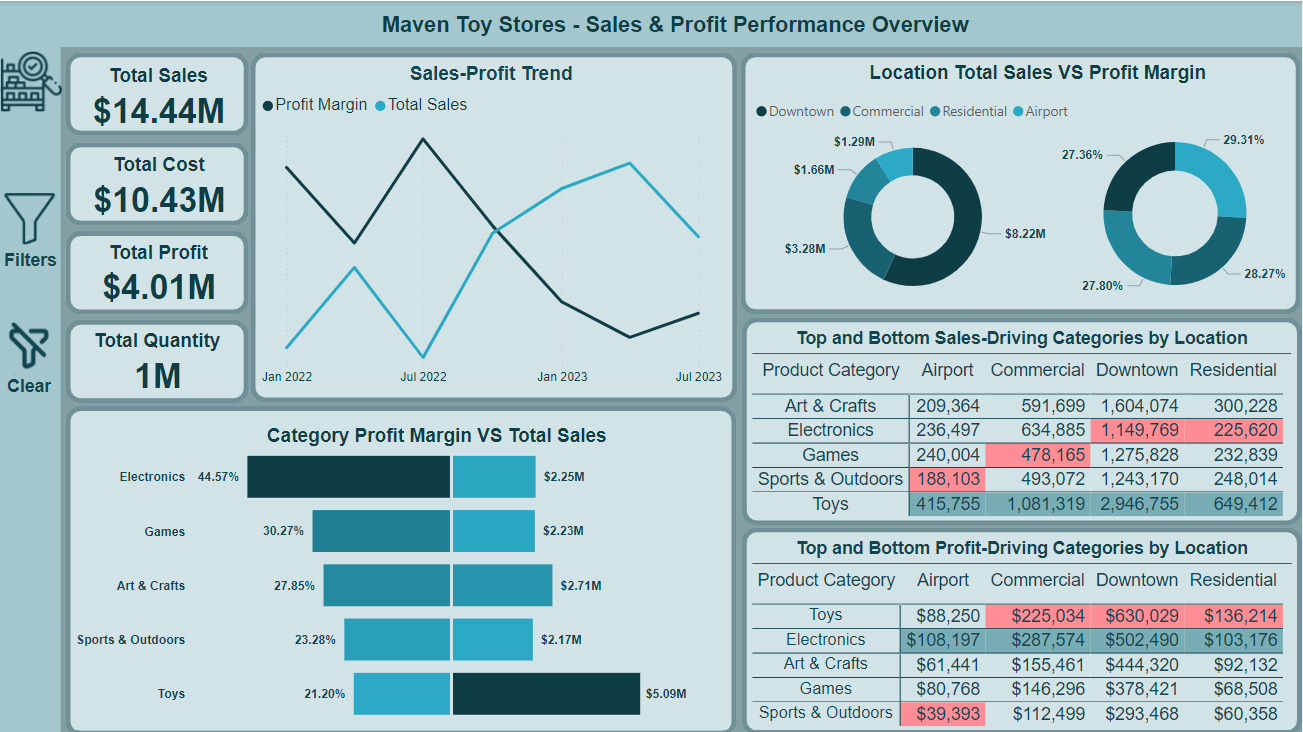 Maven Toy Stores - Sales & Profit Performance Overview
Filters
Clear
Total Sales
$14.44M
Total Cost
$10.43M
Total Profit
$4.01M
Total Quantity
1M
Sales-Profit Trend
Profit Margin Total Sales
Jan 2022 Jul 2022 Jan 2023 Jul 2023
Location Total Sales VS Profit Margin
Downtown Commercial Residential Airport
$1.29M
$1.66M
$3.28M
$8.22M
27.36%
29.31%
27.80%
28.27%
Category Profit Margin VS Total Sales
Electronics 44.57% $2.25M
Games 30.27% $2.23M
Art & Crafts 27.85% $2.71M
Sports & Outdoors 23.28% $2.17M
Toys 21.20% $5.09M
Top and Bottom Sales-Driving Categories by Location
Product Category Airport Commercial Downtown Residential
Art & Crafts 209,364 591,699 1,604,074 300,228
Electronics 236,497 634,885 1,149,769 225,620
Games 240,004 478,165 1,275,828 232,839
Sports & Outdoors 188,103 493,072 1,243,170 248,014
Toys 415,755 1,081,319 2,946,755 649,412
Top and Bottom Profit-Driving Categories by Location
Product Category Airport Commercial Downtown Residential
Toys $88,250 $225,034 $630,029 $136,214
Electronics $108,197 $287,574 $502,490 $103,176
Art & Crafts $61,441 $155,461 $444,320 $92,132
Games $80,768 $146,296 $378,421 $68,508
Sports & Outdoors $39,393 $112,499 $293,468 $60,358